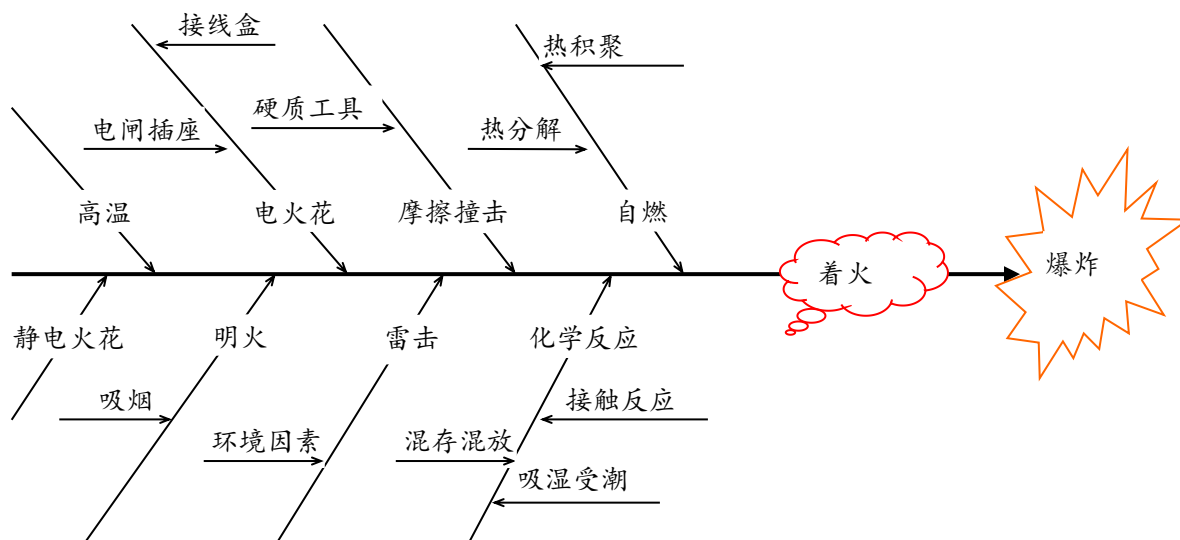 接线盒
热积聚
硬质工具
电闸插座
热分解
高温
电火花
摩擦撞击
自燃
着火
爆炸
静电火花
明火
雷击
化学反应
吸烟
接触反应
环境因素
混存混放
吸湿受潮